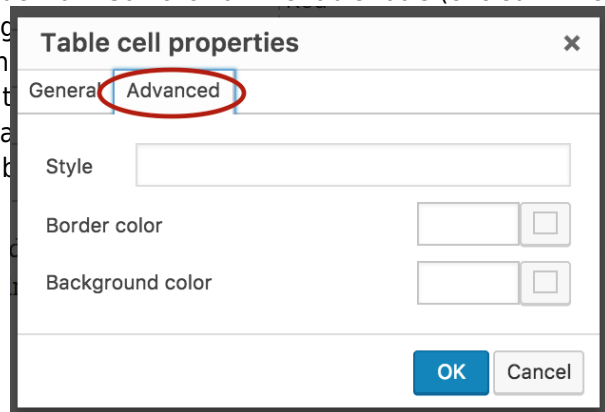 Table cell properties ×
General Advanced
Style
Border color
Background color
OK Cancel